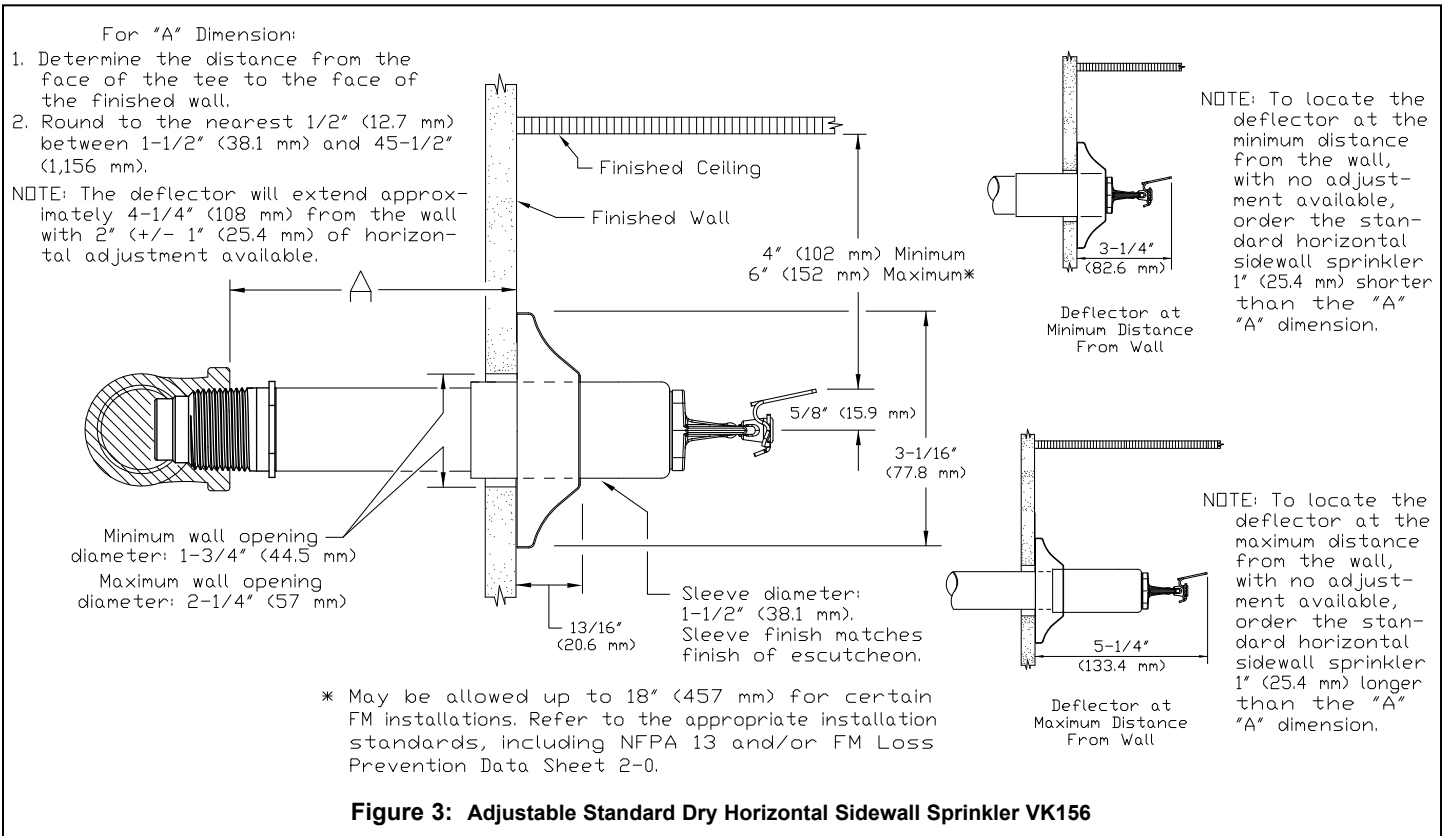 For "A" Dimension:
1. Determine the distance from the
face of the tee to the face of
the finished wall.
2. Round to the nearest 1/2" (12.7 mm)
between 1-1/2" (38.1 mm) and 45-1/2"
(1,156 mm).
NOTE: The deflector will extend approx-
imately 4-1/4" (108 mm) from the wall
with 2" (+/- 1" (25.4 mm) of horizon-
tal adjustment available.
A
Finished Ceiling
Finished Wall
4" (102 mm) Minimum
6" (152 mm) Maximum*
5/8" (15.9 mm)
3-1/16"
(77.8 mm)
Minimum wall opening
diameter: 1-3/4" (44.5 mm)
Maximum wall opening
diameter: 2-1/4" (57 mm)
13/16"
(20.6 mm)
Sleeve diameter:
1-1/2" (38.1 mm).
Sleeve finish matches
finish of escutcheon.
* May be allowed up to 18" (457 mm) for certain
FM installations. Refer to the appropriate installation
standards, including NFPA 13 and/or FM Loss
Prevention Data Sheet 2-0.
3-1/4"
(82.6 mm)
Deflector at
Minimum Distance
From Wall
NOTE: To locate the
deflector at the
minimum distance
from the wall,
with no adjust-
ment available,
order the stan-
dard horizontal
sidewall sprinkler
1" (25.4 mm) shorter
than the "A"
"A" dimension.
5-1/4"
(133.4 mm)
Deflector at
Maximum Distance
From Wall
NOTE: To locate the
deflector at the
maximum distance
from the wall,
with no adjust-
ment available,
order the stan-
dard horizontal
sidewall sprinkler
1" (25.4 mm) longer
than the "A"
"A" dimension.
Figure 3: Adjustable Standard Dry Horizontal Sidewall Sprinkler VK156